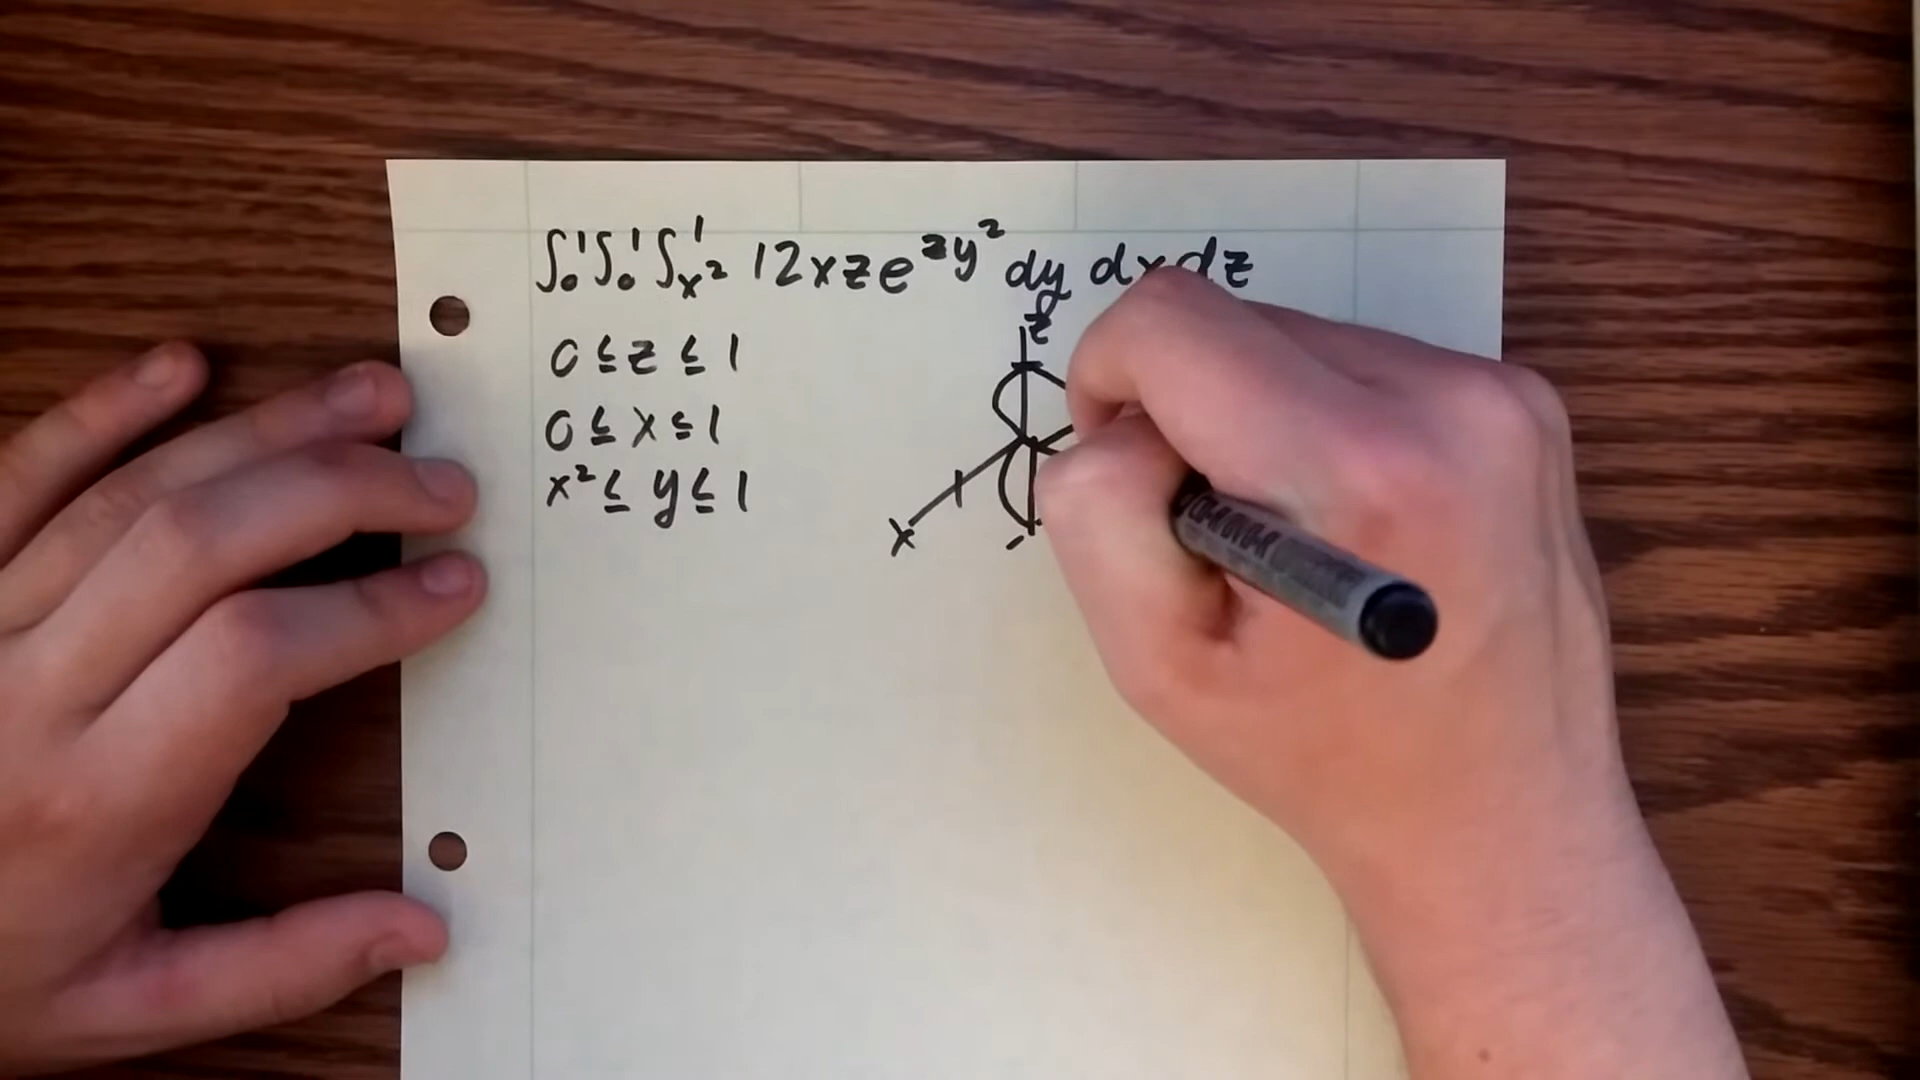 ∫₀¹ ∫₀¹ ∫ₓ²¹ 12xze^zy² dy dx dz
0 ≤ z ≤ 1
0 ≤ x ≤ 1
x² ≤ y ≤ 1
z
x